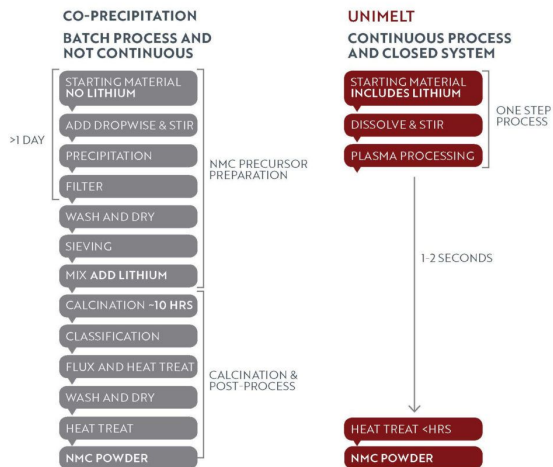 CO-PRECIPITATION
BATCH PROCESS AND
NOT CONTINUOUS
STARTING MATERIAL
NO LITHIUM
ADD DROPWISE & STIR
PRECIPITATION
FILTER
WASH AND DRY
SIEVING
MIX ADD LITHIUM
CALCINATION ~10 HRS
CLASSIFICATION
FLUX AND HEAT TREAT
WASH AND DRY
HEAT TREAT
NMC POWDER
>1 DAY
NMC PRECURSOR
PREPARATION
CALCINATION &
POST-PROCESS
UNIMELT
CONTINUOUS PROCESS
AND CLOSED SYSTEM
STARTING MATERIAL
INCLUDES LITHIUM
DISSOLVE & STIR
PLASMA PROCESSING
ONE STEP
PROCESS
1-2 SECONDS
HEAT TREAT <HRS
NMC POWDER